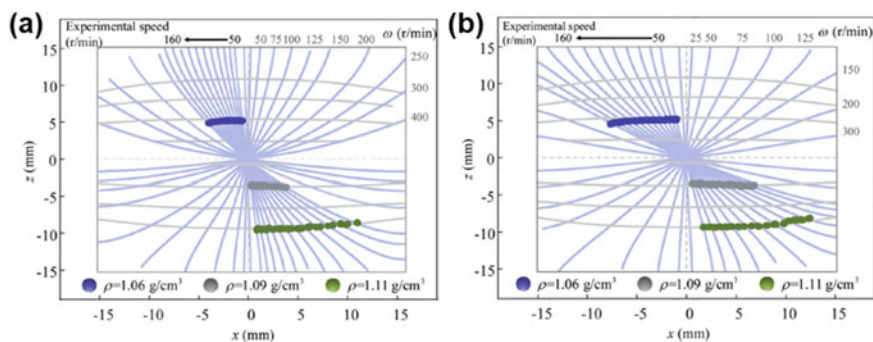 (a)
Experimental speed
(r/min) 160 50 50 75 100 125 150 200 ω (r/min)
250
300
400
15
10
5
0
-5
-10
-15
z (mm)
ρ=1.06 g/cm³ ρ=1.09 g/cm³ ρ=1.11 g/cm³
-15 -10 -5 0 5 10 15
x (mm)
(b)
Experimental speed
(r/min) 160 50 25 50 75 100 125 ω (r/min)
150
200
300
15
10
5
0
-5
-10
-15
z (mm)
ρ=1.06 g/cm³ ρ=1.09 g/cm³ ρ=1.11 g/cm³
-15 -10 -5 0 5 10 15
x (mm)